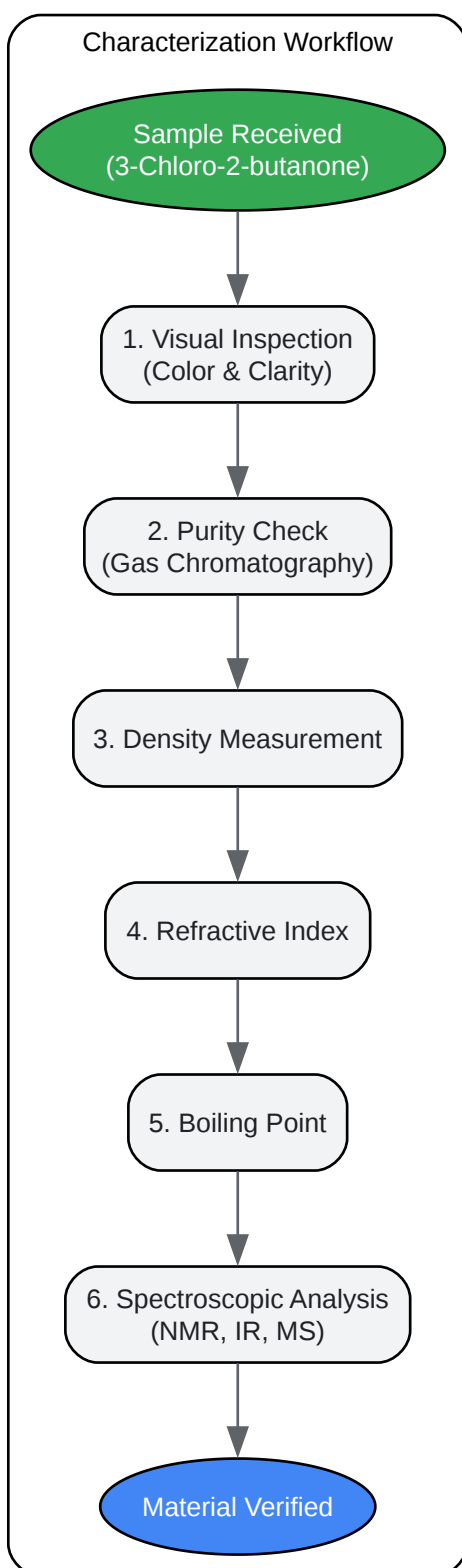 Characterization Workflow
Sample Received
(3-Chloro-2-butanone)
1. Visual Inspection
(Color & Clarity)
2. Purity Check
(Gas Chromatography)
3. Density Measurement
4. Refractive Index
5. Boiling Point
6. Spectroscopic Analysis
(NMR, IR, MS)
Material Verified